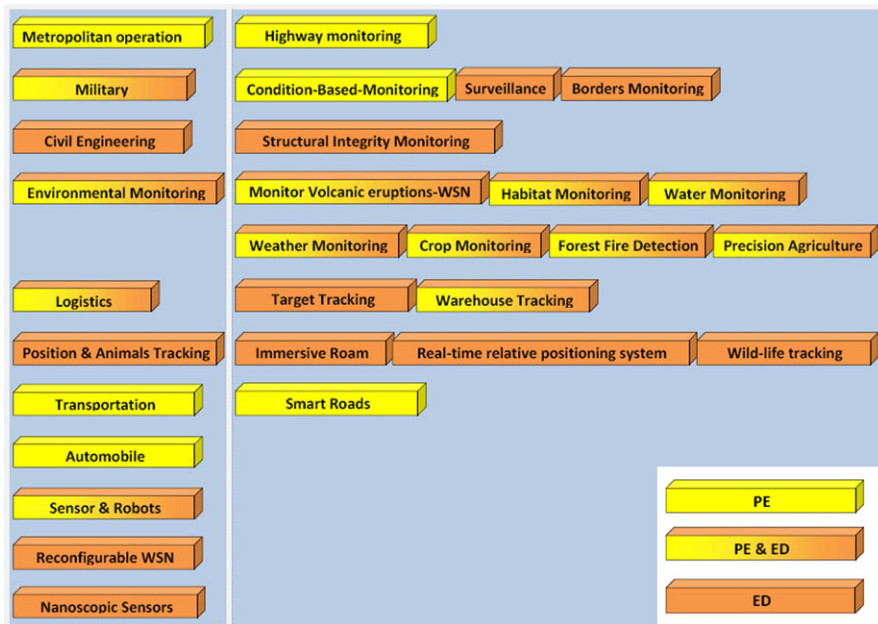 Metropolitan operation
Highway monitoring
Military
Condition-Based-Monitoring
Surveillance
Borders Monitoring
Civil Engineering
Structural Integrity Monitoring
Environmental Monitoring
Monitor Volcanic eruptions-WSN
Habitat Monitoring
Water Monitoring
Weather Monitoring
Crop Monitoring
Forest Fire Detection
Precision Agriculture
Logistics
Target Tracking
Warehouse Tracking
Position & Animals Tracking
Immersive Roam
Real-time relative positioning system
Wild-life tracking
Transportation
Smart Roads
Automobile
Sensor & Robots
Reconfigurable WSN
Nanoscopic Sensors
PE
PE & ED
ED